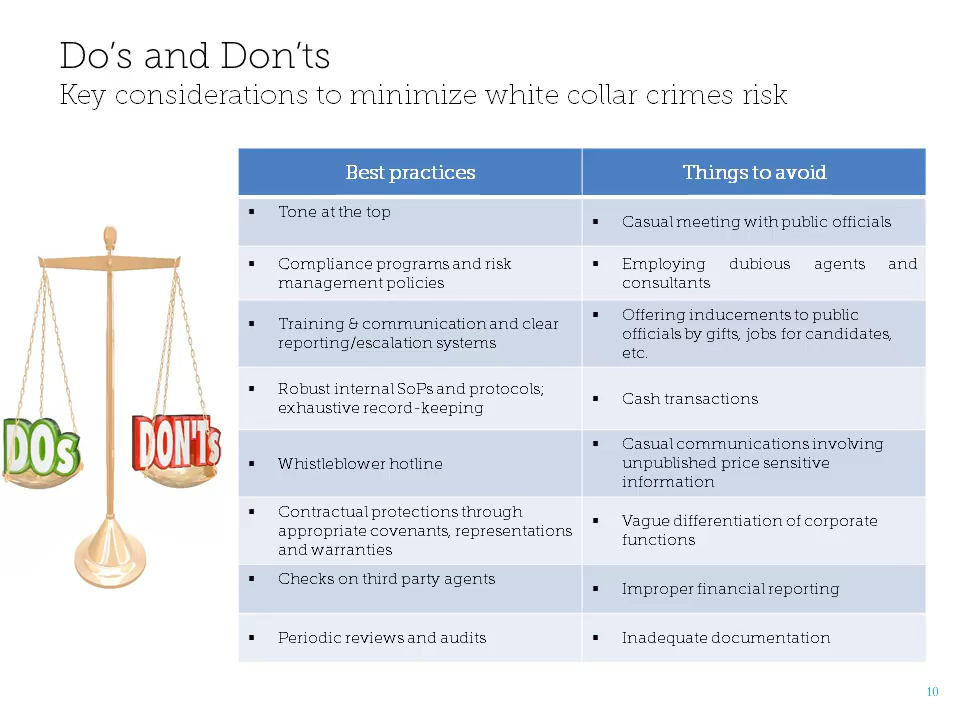 Do’s and Don’ts
Key considerations to minimize white collar crimes risk
DOs
DON'Ts
Best practices
Things to avoid
▪ Tone at the top
▪ Casual meeting with public officials
▪ Compliance programs and risk
management policies
▪ Employing dubious agents and
consultants
▪ Training & communication and clear
reporting/escalation systems
▪ Offering inducements to public
officials by gifts, jobs for candidates,
etc.
▪ Robust internal SoPs and protocols;
exhaustive record-keeping
▪ Cash transactions
▪ Whistleblower hotline
▪ Casual communications involving
unpublished price sensitive
information
▪ Contractual protections through
appropriate covenants, representations
and warranties
▪ Vague differentiation of corporate
functions
▪ Checks on third party agents
▪ Improper financial reporting
▪ Periodic reviews and audits
▪ Inadequate documentation
10